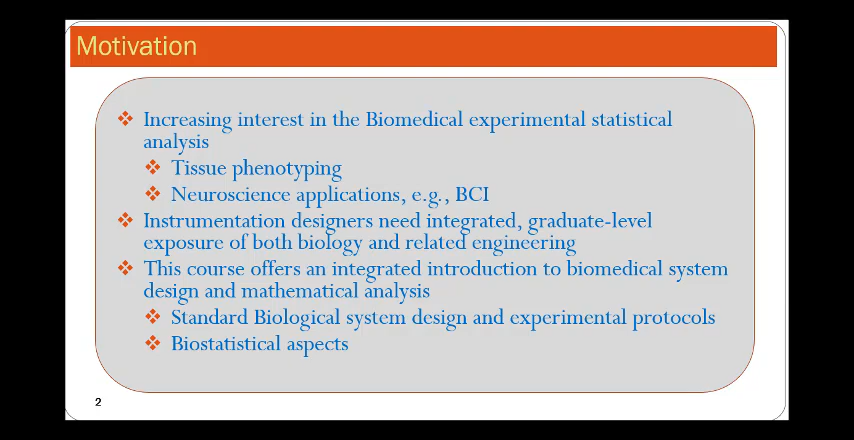 Motivation
Increasing interest in the Biomedical experimental statistical
analysis
Tissue phenotyping
Neuroscience applications, e.g., BCI
Instrumentation designers need integrated, graduate-level
exposure of both biology and related engineering
This course offers an integrated introduction to biomedical system
design and mathematical analysis
Standard Biological system design and experimental protocols
Biostatistical aspects
2